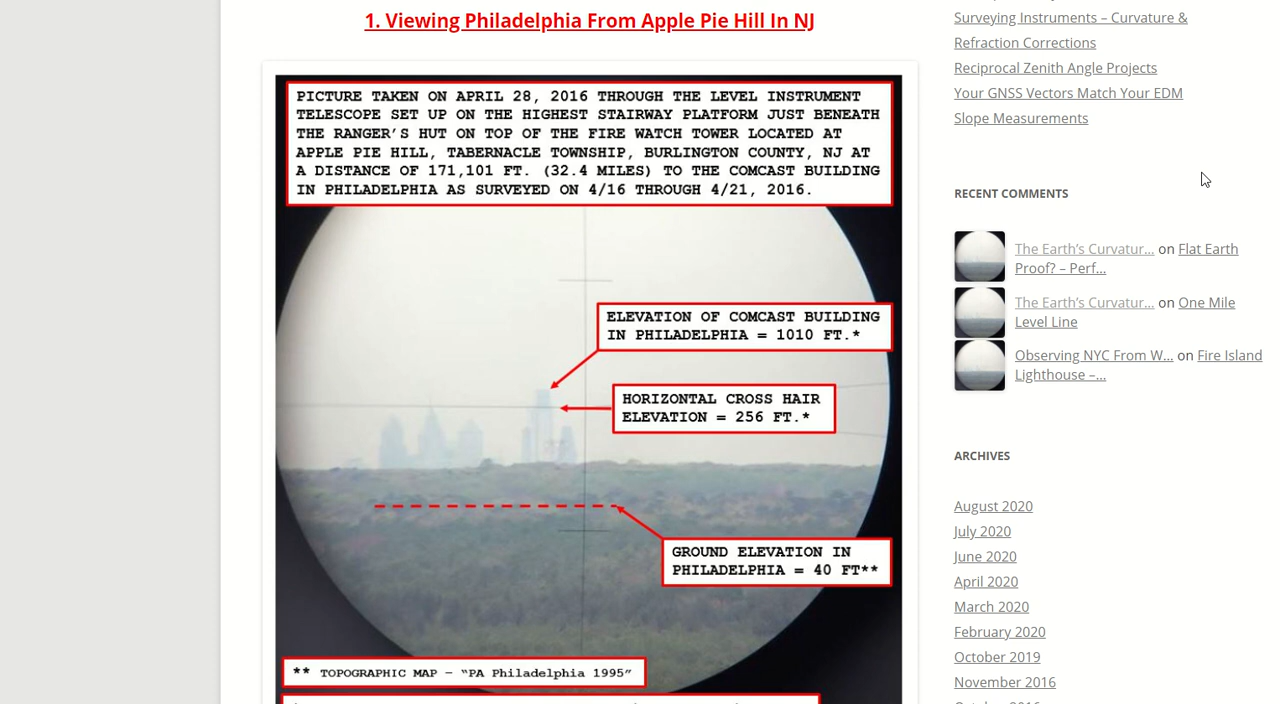 1. Viewing Philadelphia From Apple Pie Hill In NJ
PICTURE TAKEN ON APRIL 28, 2016 THROUGH THE LEVEL INSTRUMENT
TELESCOPE SET UP ON THE HIGHEST STAIRWAY PLATFORM JUST BENEATH
THE RANGER'S HUT ON TOP OF THE FIRE WATCH TOWER LOCATED AT
APPLE PIE HILL, TABERNACLE TOWNSHIP, BURLINGTON COUNTY, NJ AT
A DISTANCE OF 171,101 FT. (32.4 MILES) TO THE COMCAST BUILDING
IN PHILADELPHIA AS SURVEYED ON 4/16 THROUGH 4/21, 2016.
ELEVATION OF COMCAST BUILDING
IN PHILADELPHIA = 1010 FT.*
HORIZONTAL CROSS HAIR
ELEVATION = 256 FT.*
GROUND ELEVATION IN
PHILADELPHIA = 40 FT**
** TOPOGRAPHIC MAP – "PA Philadelphia 1995"
Surveying Instruments – Curvature &
Refraction Corrections
Reciprocal Zenith Angle Projects
Your GNSS Vectors Match Your EDM
Slope Measurements
RECENT COMMENTS
The Earth's Curvatur... on Flat Earth
Proof? – Perf...
The Earth's Curvatur... on One Mile
Level Line
Observing NYC From W... on Fire Island
Lighthouse –...
ARCHIVES
August 2020
July 2020
June 2020
April 2020
March 2020
February 2020
October 2019
November 2016